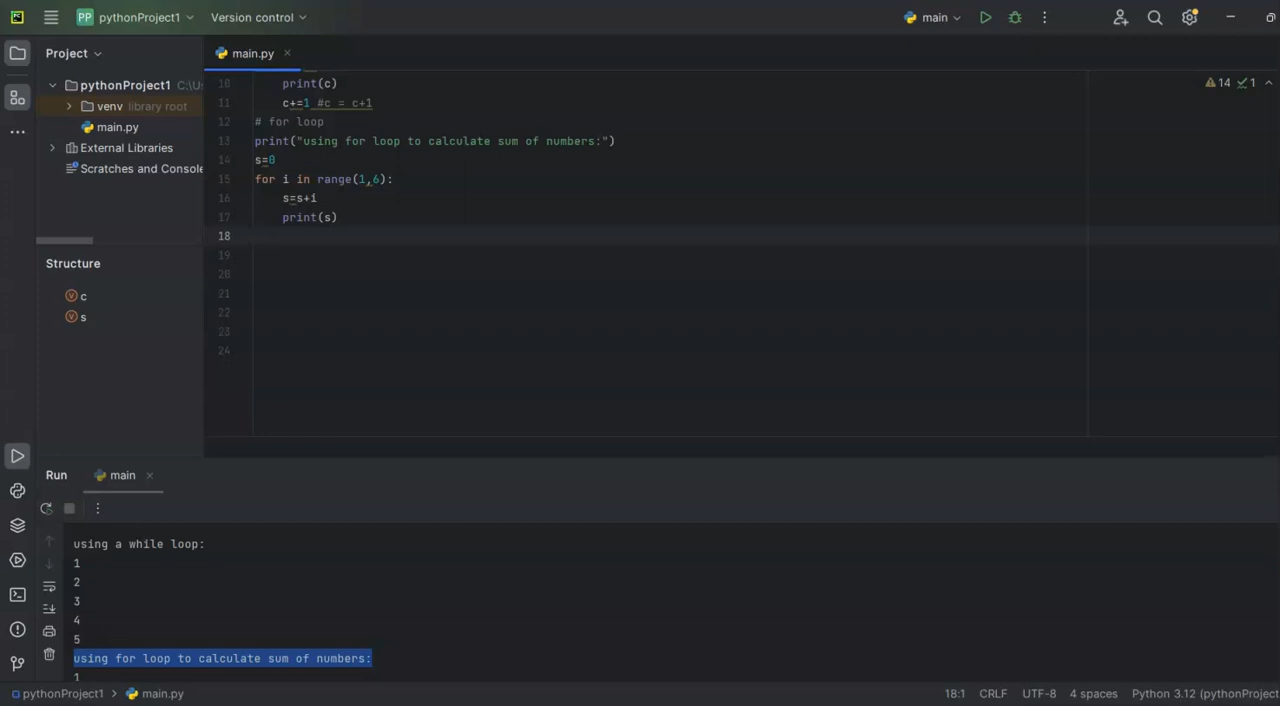 PP pythonProject1 Version control main
Project main.py
pythonProject1 C:\Us
venv library root
main.py
External Libraries
Scratches and Console
Structure
c
s
10 print(c)
11 c+=1 #c = c+1
12 # for loop
13 print("using for loop to calculate sum of numbers:")
14 s=0
15 for i in range(1,6):
16 s=s+i
17 print(s)
18
19
20
21
22
23
24
14 1
Run main
using a while loop:
1
2
3
4
5
using for loop to calculate sum of numbers:
1
pythonProject1 > main.py 18:1 CRLF UTF-8 4 spaces Python 3.12 (pythonProject1